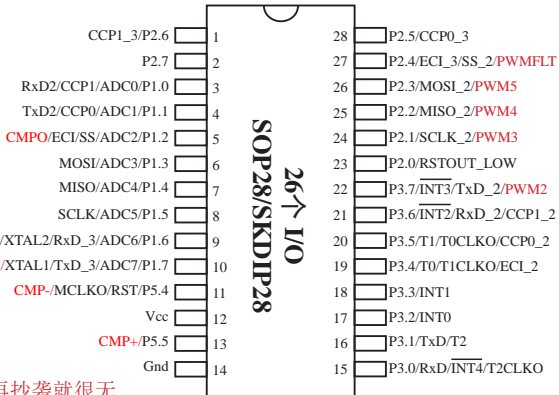 CCP1_3/P2.6
P2.7
RxD2/CCP1/ADC0/P1.0
TxD2/CCP0/ADC1/P1.1
CMPO/ECI/SS/ADC2/P1.2
MOSI/ADC3/P1.3
MISO/ADC4/P1.4
SCLK/ADC5/P1.5
/XTAL2/RxD_3/ADC6/P1.6
/XTAL1/TxD_3/ADC7/P1.7
CMP-/MCLKO/RST/P5.4
Vcc
CMP+/P5.5
Gnd
1
2
3
4
5
6
7
8
9
10
11
12
13
14
26个 I/O
SOP28/SKDIP28
28
27
26
25
24
23
22
21
20
19
18
17
16
15
P2.5/CCP0_3
P2.4/ECI_3/SS_2/PWMFLT
P2.3/MOSI_2/PWM5
P2.2/MISO_2/PWM4
P2.1/SCLK_2/PWM3
P2.0/RSTOUT_LOW
P3.7/INT3/TxD_2/PWM2
P3.6/INT2/RxD_2/CCP1_2
P3.5/T1/T0CLKO/CCP0_2
P3.4/T0/T1CLKO/ECI_2
P3.3/INT1
P3.2/INT0
P3.1/TxD/T2
P3.0/RxD/INT4/T2CLKO
再抄袭就很无